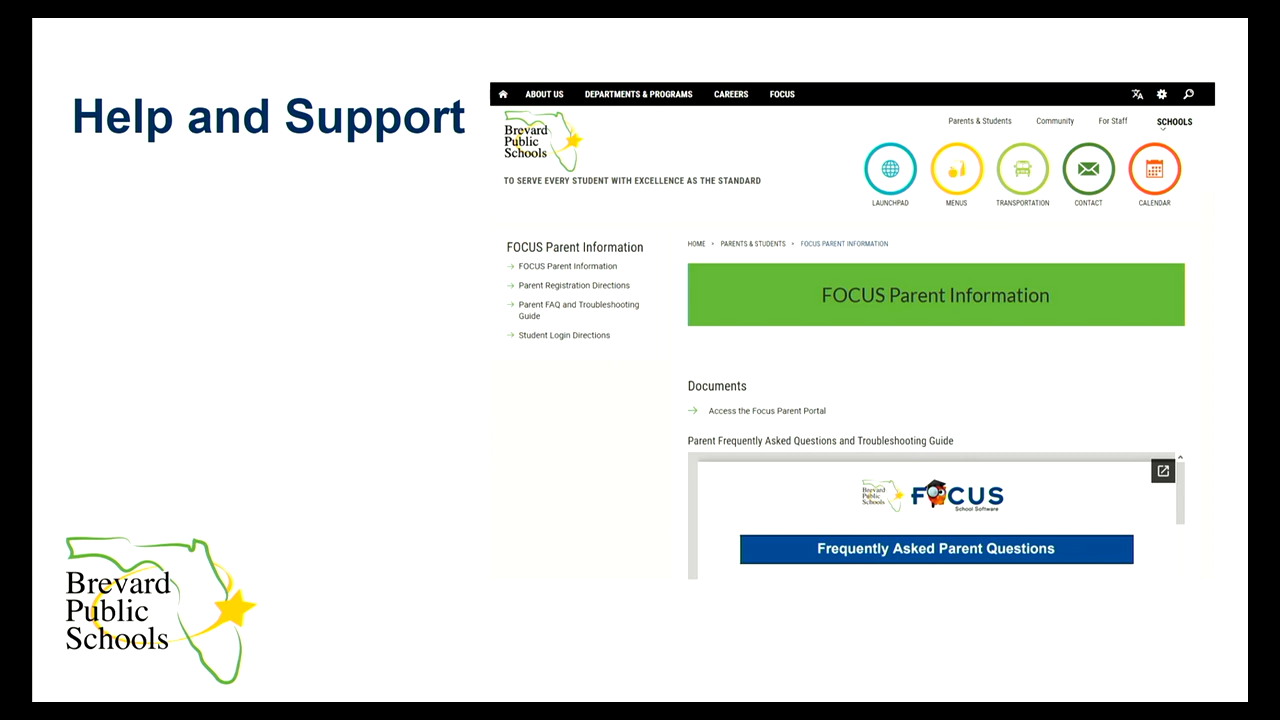 Help and Support
ABOUT US DEPARTMENTS & PROGRAMS CAREERS FOCUS
Brevard
Public
Schools
TO SERVE EVERY STUDENT WITH EXCELLENCE AS THE STANDARD
Parents & Students Community For Staff SCHOOLS
LAUNCHPAD MENUS TRANSPORTATION CONTACT CALENDAR
FOCUS Parent Information
FOCUS Parent Information
Parent Registration Directions
Parent FAQ and Troubleshooting
Guide
Student Login Directions
HOME PARENTS & STUDENTS FOCUS PARENT INFORMATION
FOCUS Parent Information
Documents
Access the Focus Parent Portal
Parent Frequently Asked Questions and Troubleshooting Guide
Brevard
Public
Schools
FOCUS
School Software
Frequently Asked Parent Questions
Brevard
Public
Schools